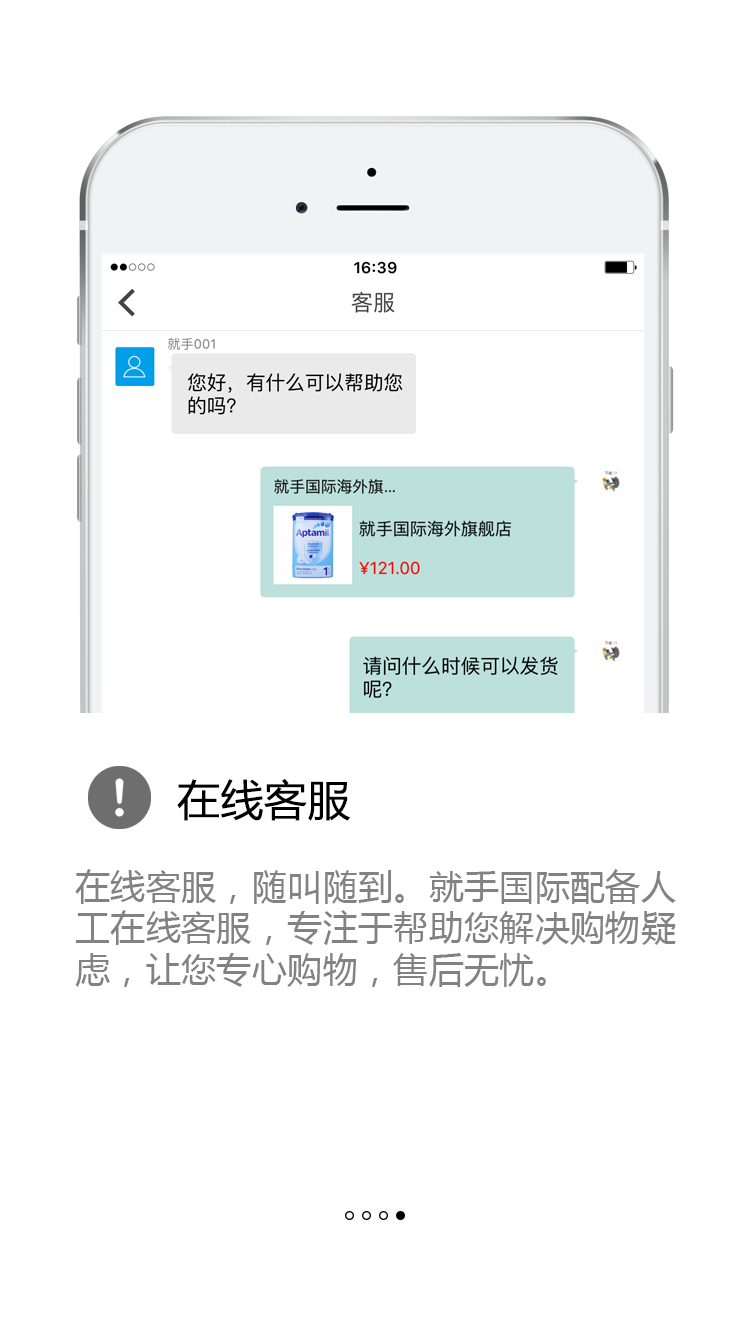 16:39
客服
就手001
您好，有什么可以帮助您
的吗?
就手国际海外旗...
Aptamil
1
就手国际海外旗舰店
¥121.00
请问什么时候可以发货
呢?
在线客服
在线客服，随叫随到。就手国际配备人
工在线客服，专注于帮助您解决购物疑
虑，让您专心购物，售后无忧。